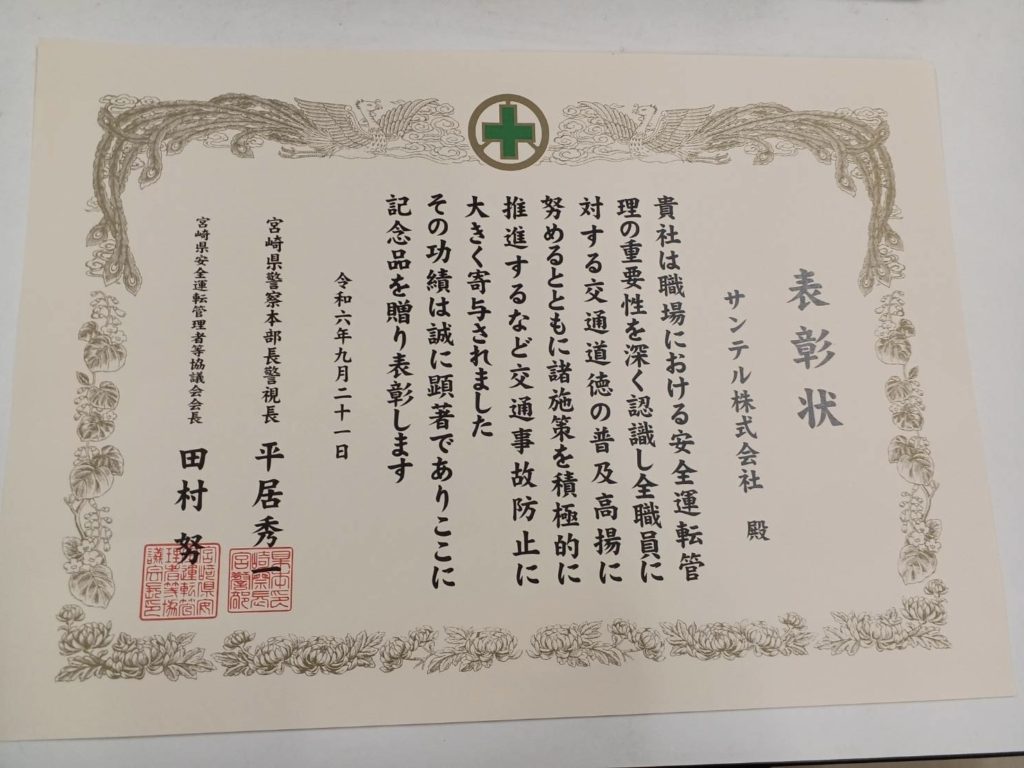 表彰状
サンテル株式会社 殿
貴社は職場における安全運転管
理の重要性を深く認識し全職員に
対する交通道徳の普及高揚に
努めるとともに諸施策を積極的に
推進するなど交通事故防止に
大きく寄与されました
その功績は誠に顕著でありここに
記念品を贈り表彰します
令和六年九月二十一日
宮崎県警察本部長警視長 平居秀一
宮崎県安全運転管理者等協議会会長 田村努